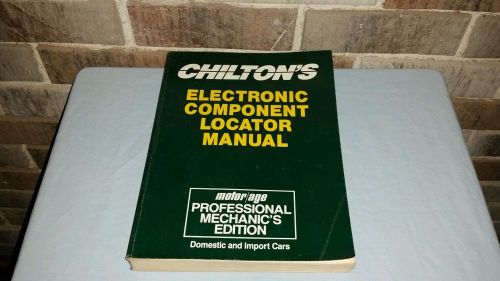 CHILTON'S
ELECTRONIC
COMPONENT
LOCATOR
MANUAL
motor/age
PROFESSIONAL
MECHANIC'S
EDITION
Domestic and Import Cars